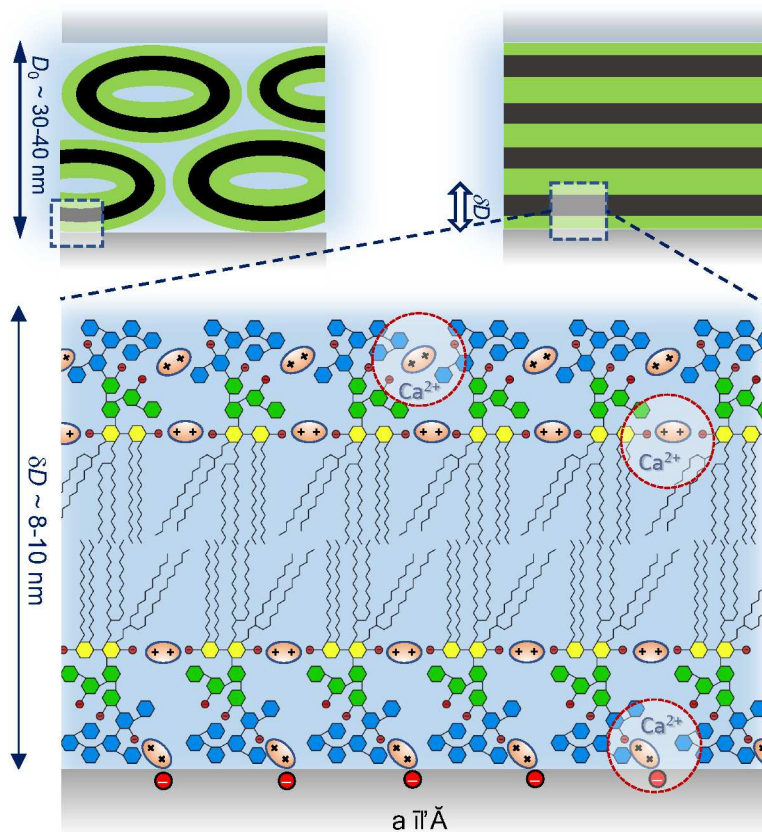 D₀ ~ 30-40 nm
δD
δD ~ 8-10 nm
Ca²⁺
Ca²⁺
Ca²⁺